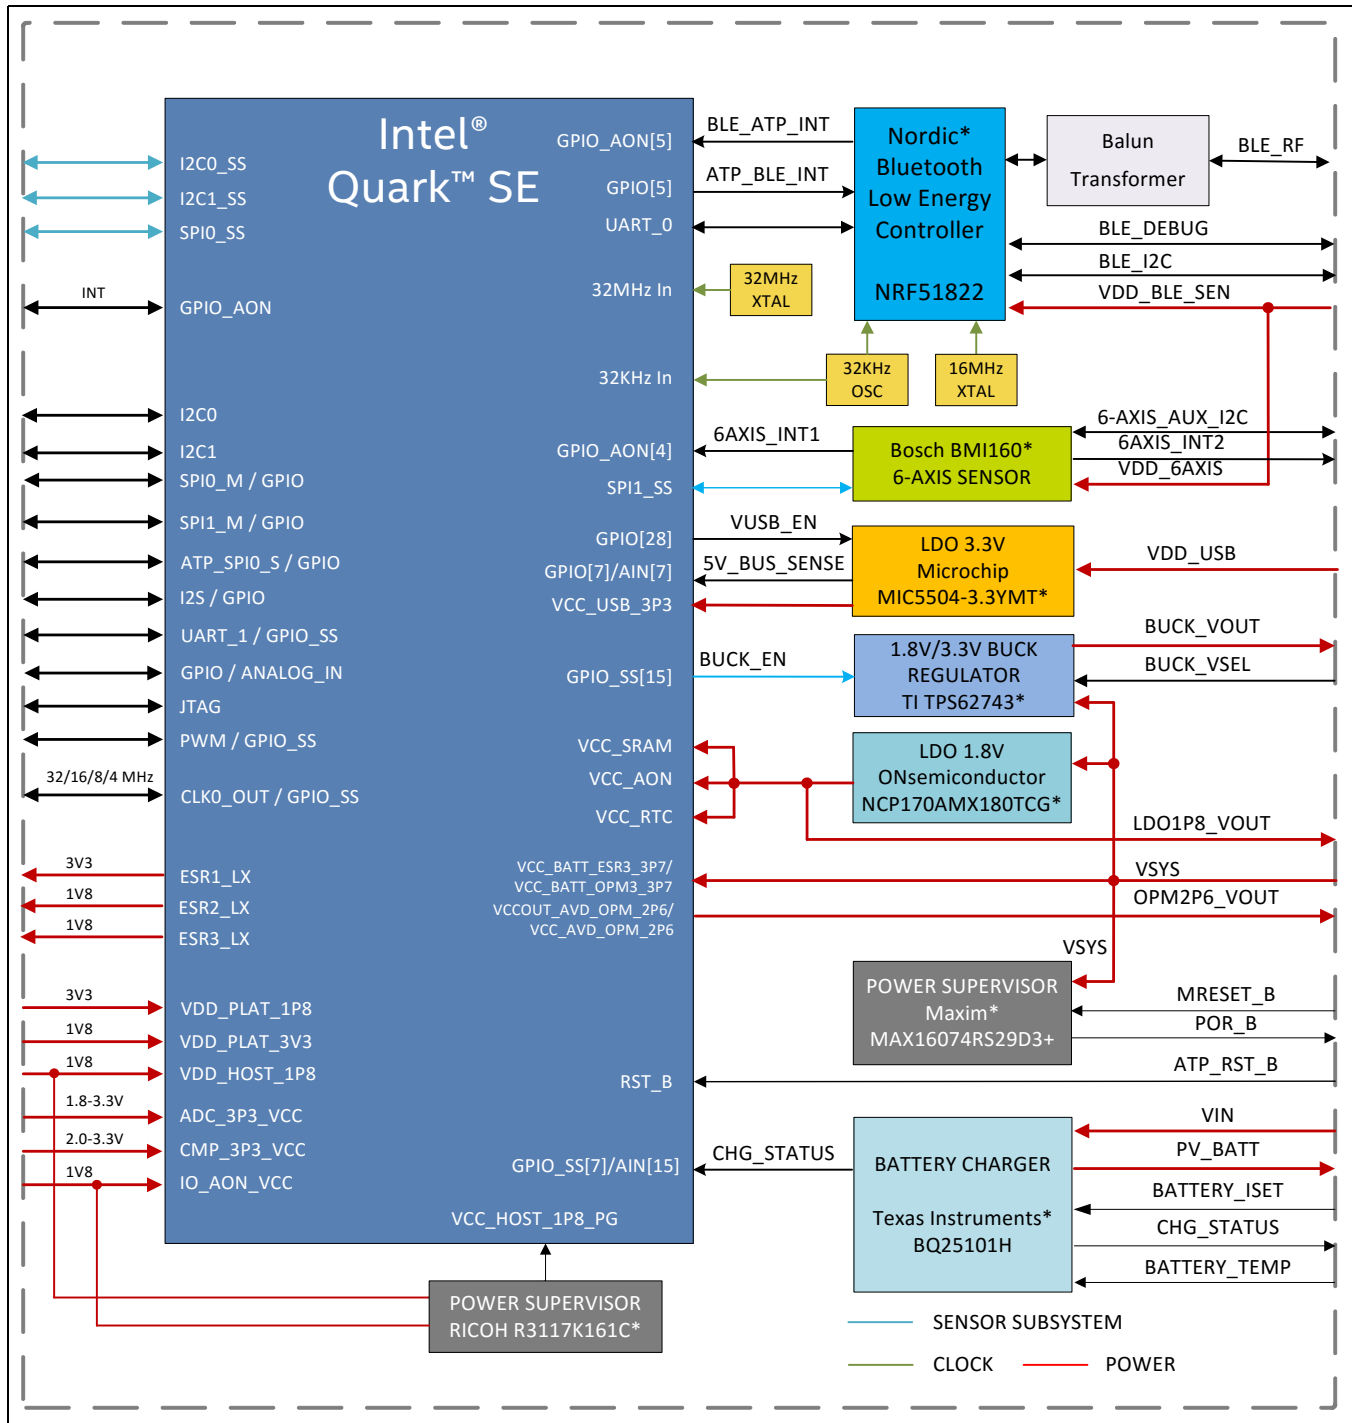 Intel®
Quark™ SE
I2C0_SS
I2C1_SS
SPI0_SS
INT
GPIO_AON
I2C0
I2C1
SPI0_M / GPIO
SPI1_M / GPIO
ATP_SPI0_S / GPIO
I2S / GPIO
UART_1 / GPIO_SS
GPIO / ANALOG_IN
JTAG
PWM / GPIO_SS
32/16/8/4 MHz
CLK0_OUT / GPIO_SS
3V3
ESR1_LX
1V8
ESR2_LX
1V8
ESR3_LX
3V3
VDD_PLAT_1P8
1V8
VDD_PLAT_3V3
1V8
VDD_HOST_1P8
1.8-3.3V
ADC_3P3_VCC
2.0-3.3V
CMP_3P3_VCC
1V8
IO_AON_VCC
GPIO_AON[5]
GPIO[5]
UART_0
32MHz In
32KHz In
GPIO_AON[4]
SPI1_SS
GPIO[28]
GPIO[7]/AIN[7]
VCC_USB_3P3
GPIO_SS[15]
VCC_SRAM
VCC_AON
VCC_RTC
VCC_BATT_ESR3_3P7/
VCC_BATT_OPM3_3P7
VCCOUT_AVD_OPM_2P6/
VCC_AVD_OPM_2P6
RST_B
GPIO_SS[7]/AIN[15]
VCC_HOST_1P8_PG
POWER SUPERVISOR
RICOH R3117K161C*
BLE_ATP_INT
ATP_BLE_INT
32MHz
XTAL
32KHz
OSC
16MHz
XTAL
6AXIS_INT1
VUSB_EN
5V_BUS_SENSE
BUCK_EN
CHG_STATUS
Nordic*
Bluetooth
Low Energy
Controller
NRF51822
Balun
Transformer
BLE_RF
BLE_DEBUG
BLE_I2C
VDD_BLE_SEN
Bosch BMI160*
6-AXIS SENSOR
6-AXIS_AUX_I2C
6AXIS_INT2
VDD_6AXIS
LDO 3.3V
Microchip
MIC5504-3.3YMT*
VDD_USB
1.8V/3.3V BUCK
REGULATOR
TI TPS62743*
BUCK_VOUT
BUCK_VSEL
LDO 1.8V
ONsemiconductor
NCP170AMX180TCG*
LDO1P8_VOUT
VSYS
OPM2P6_VOUT
VSYS
POWER SUPERVISOR
Maxim*
MAX16074RS29D3+
MRESET_B
POR_B
ATP_RST_B
BATTERY CHARGER
Texas Instruments*
BQ25101H
VIN
PV_BATT
BATTERY_ISET
CHG_STATUS
BATTERY_TEMP
SENSOR SUBSYSTEM
CLOCK
POWER